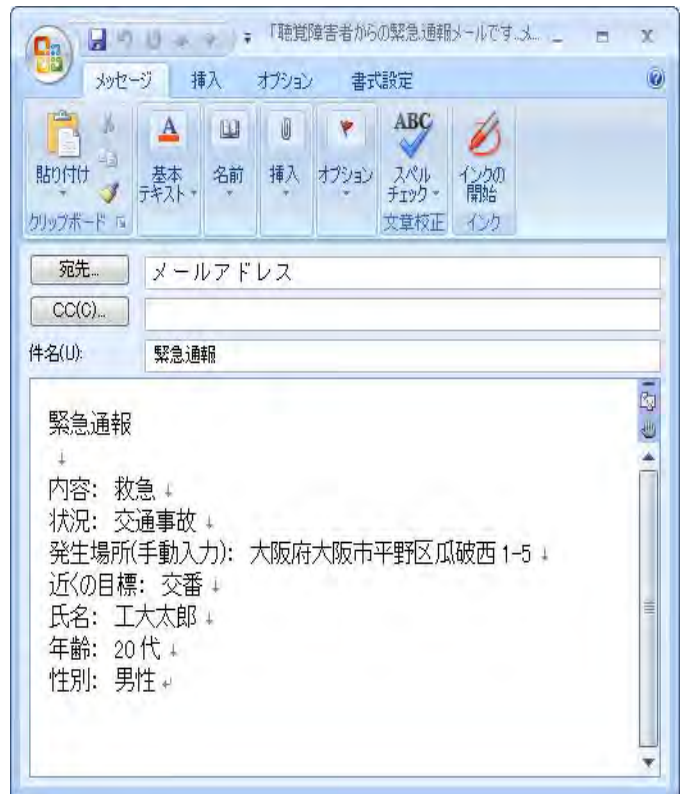 「聴覚障害者からの緊急通報メールです..メ...
メッセージ 挿入 オプション 書式設定
貼り付け
基本テキスト
名前
挿入
オプション
ABC
スペルチェック
インクの開始
クリップボード
文章校正
インク
宛先...
メールアドレス
CC(C)...
件名(U):
緊急通報
緊急通報
↓
内容: 救急↓
状況: 交通事故↓
発生場所(手動入力): 大阪府大阪市平野区瓜破西1-5↓
近くの目標: 交番↓
氏名: 工大太郎↓
年齢: 20代↓
性別: 男性↵